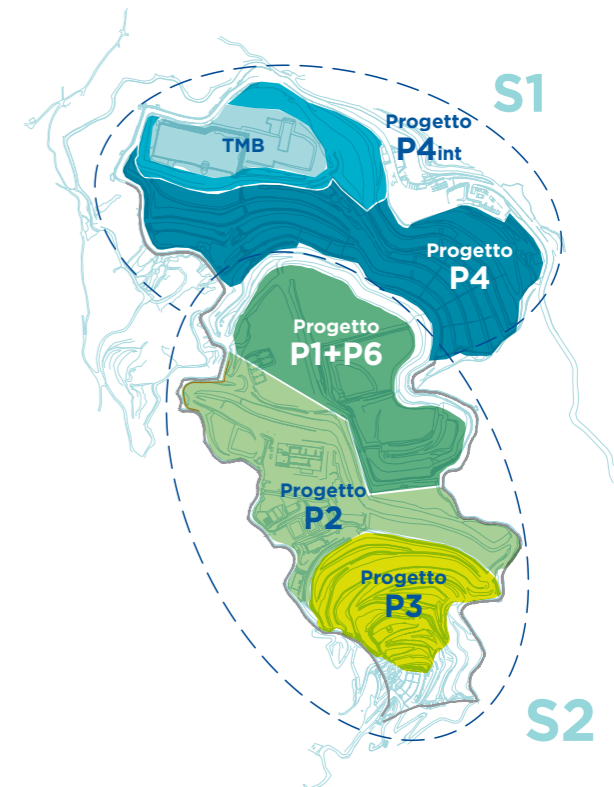 S1
Progetto
P4int
TMB
Progetto
P4
Progetto
P1+P6
Progetto
P2
Progetto
P3
S2